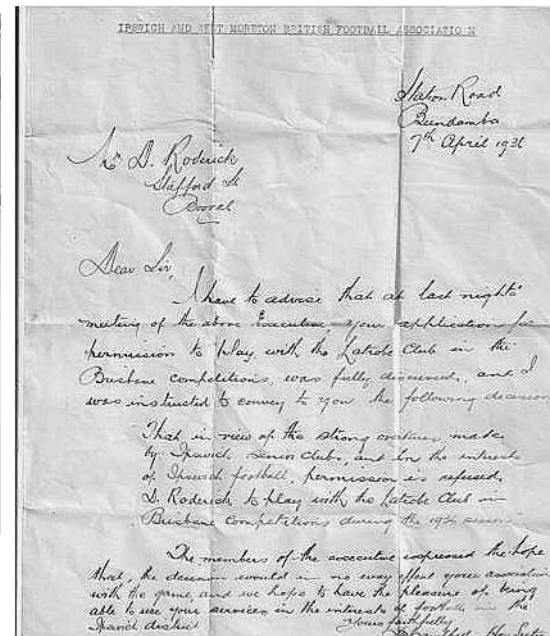 IPSWICH AND WEST MORETON BRITISH FOOTBALL ASSOCIATION
Station Road
Bundamba
7th April 1936
Mr D. Roderick
Stafford St
Booval
Dear Sir,
I have to advise that at last nights'
meeting of the above Executive, your application for
permission to play with the Latrobe Club in the
Brisbane competitions, was fully discussed, and I
was instructed to convey to you the following decision
That in view of the strong made
by Ipswich senior clubs, and in the interests
of Ipswich football, permission is refused
D. Roderick to play with the Latrobe Club in
Brisbane Competitions during the 1936 season
The members of the executive expressed the hope
that, the decision would in no way effect your association
with the game, and we hope to have the pleasure of being
able to use your services in the interests of football in the
Ipswich district
Yours faithfully